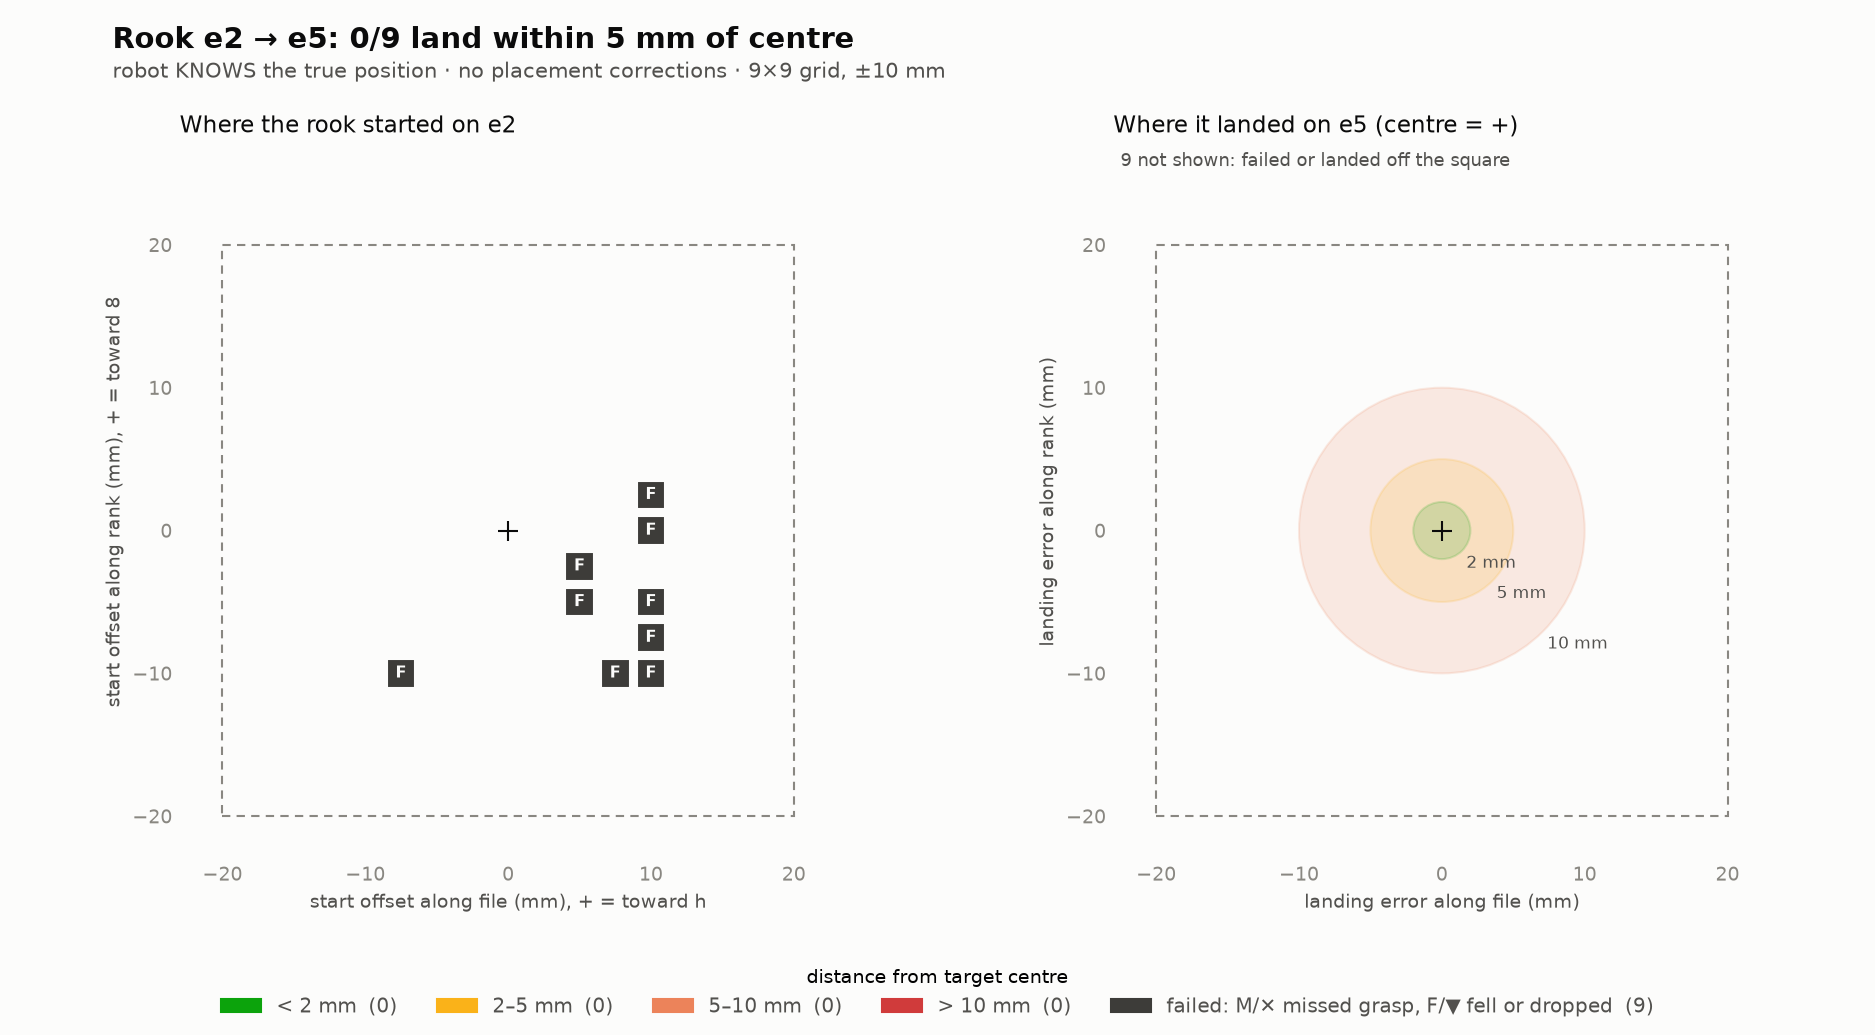 Rook e2 → e5: 0/9 land within 5 mm of centre
robot KNOWS the true position · no placement corrections · 9×9 grid, ±10 mm
Where the rook started on e2
20
10
0
−10
−20
start offset along rank (mm), + = toward 8
F
F
F
F
F
F
F
F
F
−20
−10
0
10
20
start offset along file (mm), + = toward h
Where it landed on e5 (centre = +)
9 not shown: failed or landed off the square
20
10
0
−10
−20
landing error along rank (mm)
2 mm
5 mm
10 mm
−20
−10
0
10
20
landing error along file (mm)
distance from target centre
< 2 mm (0)
2–5 mm (0)
5–10 mm (0)
> 10 mm (0)
failed: M/× missed grasp, F/▼ fell or dropped (9)